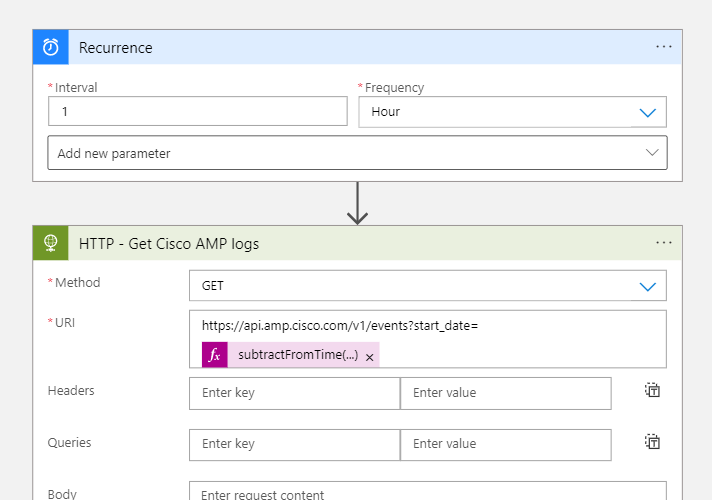 Recurrence
* Interval
* Frequency
1
Hour
Add new parameter
HTTP - Get Cisco AMP logs
* Method
GET
* URI
https://api.amp.cisco.com/v1/events?start_date=
fx subtractFromTime(...) ×
Headers
Enter key
Enter value
Queries
Enter key
Enter value
Body
Enter request content